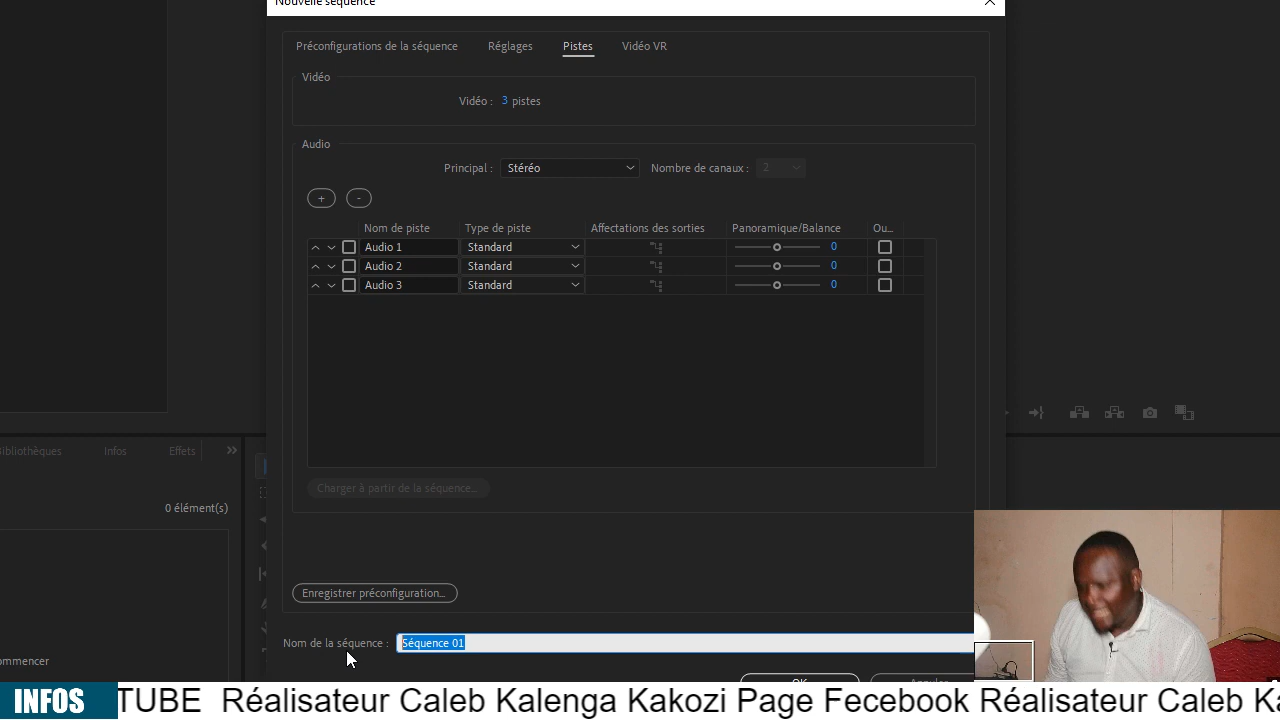 Nouvelle séquence
Préconfigurations de la séquence Réglages Pistes Vidéo VR
Vidéo
Vidéo : 3 pistes
Audio
Principal : Stéréo Nombre de canaux : 2
+ -
Nom de piste Type de piste Affectations des sorties Panoramique/Balance Ou...
Audio 1 Standard 0
Audio 2 Standard 0
Audio 3 Standard 0
Charger à partir de la séquence...
Bibliothèques Infos Effets
0 élément(s)
Enregistrer préconfiguration...
Nom de la séquence : Séquence 01
ommencer
OK Annuler
INFOS TUBE Réalisateur Caleb Kalenga Kakozi Page Fecebook Réalisateur Caleb Ka